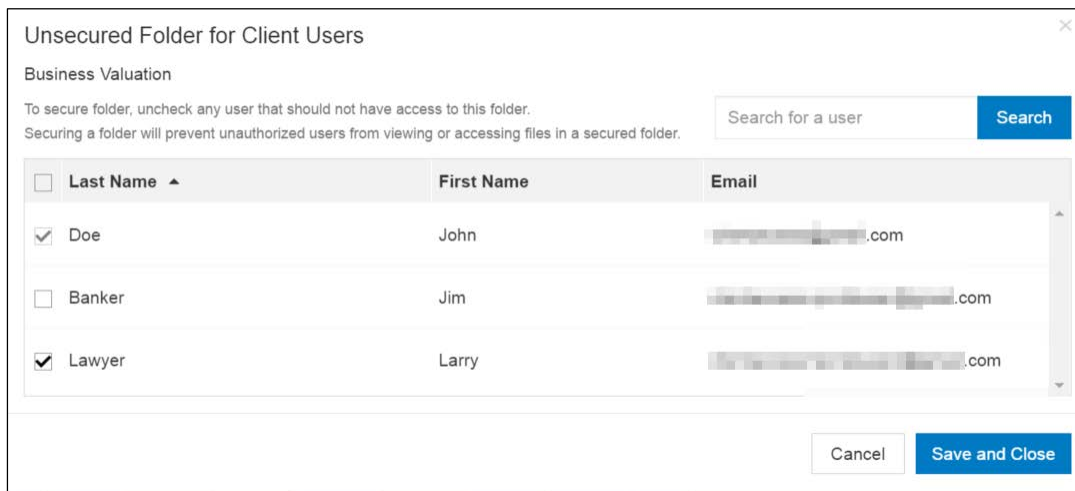 Unsecured Folder for Client Users
Business Valuation
To secure folder, uncheck any user that should not have access to this folder.
Securing a folder will prevent unauthorized users from viewing or accessing files in a secured folder.
Search for a user Search
Last Name First Name Email
Doe John .com
Banker Jim .com
Lawyer Larry .com
Cancel Save and Close